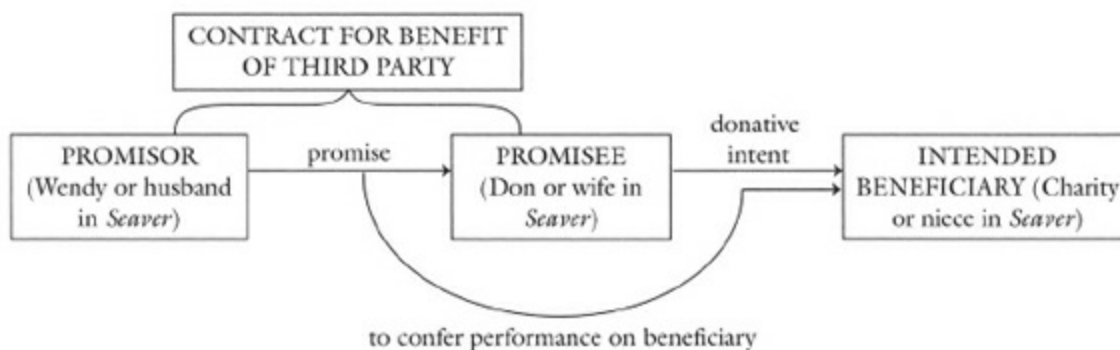 CONTRACT FOR BENEFIT
OF THIRD PARTY
PROMISOR
(Wendy or husband
in Seaver)
promise
PROMISEE
(Don or wife in
Seaver)
donative
intent
INTENDED
BENEFICIARY (Charity
or niece in Seaver)
to confer performance on beneficiary